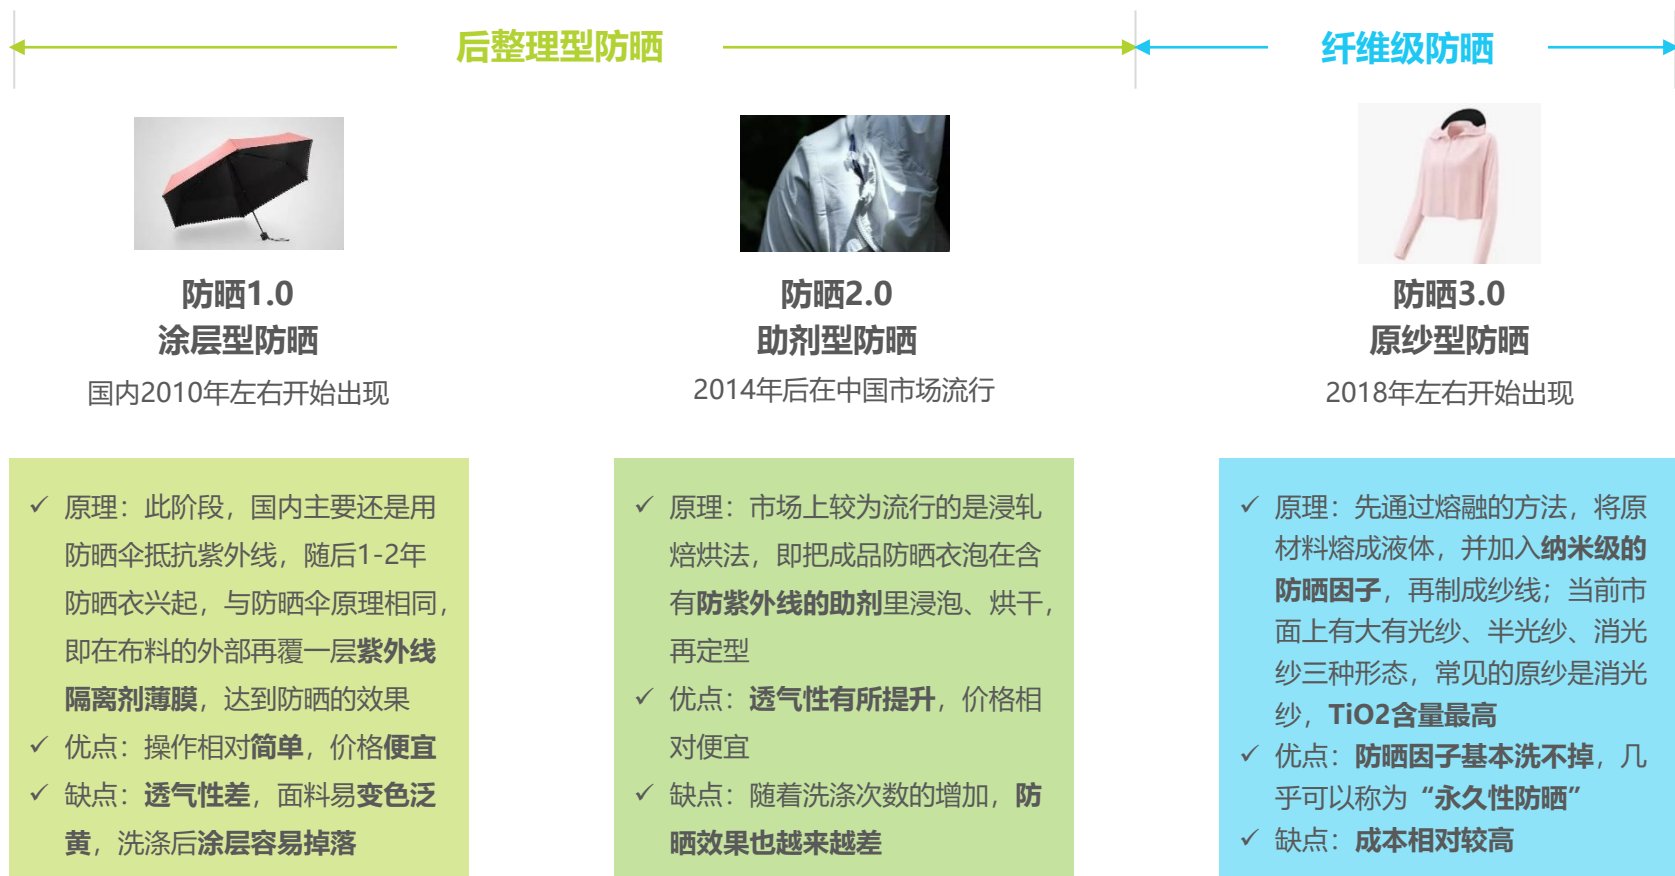 后整理型防晒
纤维级防晒
防晒1.0
涂层型防晒
国内2010年左右开始出现
✓ 原理：此阶段，国内主要还是用
防晒伞抵抗紫外线，随后1-2年
防晒衣兴起，与防晒伞原理相同，
即在布料的外部再覆一层紫外线
隔离剂薄膜，达到防晒的效果
✓ 优点：操作相对简单，价格便宜
✓ 缺点：透气性差，面料易变色泛
黄，洗涤后涂层容易掉落
防晒2.0
助剂型防晒
2014年后在中国市场流行
✓ 原理：市场上较为流行的是浸轧
焙烘法，即把成品防晒衣泡在含
有防紫外线的助剂里浸泡、烘干，
再定型
✓ 优点：透气性有所提升，价格相
对便宜
✓ 缺点：随着洗涤次数的增加，防
晒效果也越来越差
防晒3.0
原纱型防晒
2018年左右开始出现
✓ 原理：先通过熔融的方法，将原
材料熔成液体，并加入纳米级的
防晒因子，再制成纱线；当前市
面上有大有光纱、半光纱、消光
纱三种形态，常见的原纱是消光
纱，TiO2含量最高
✓ 优点：防晒因子基本洗不掉，几
乎可以称为“永久性防晒”
✓ 缺点：成本相对较高